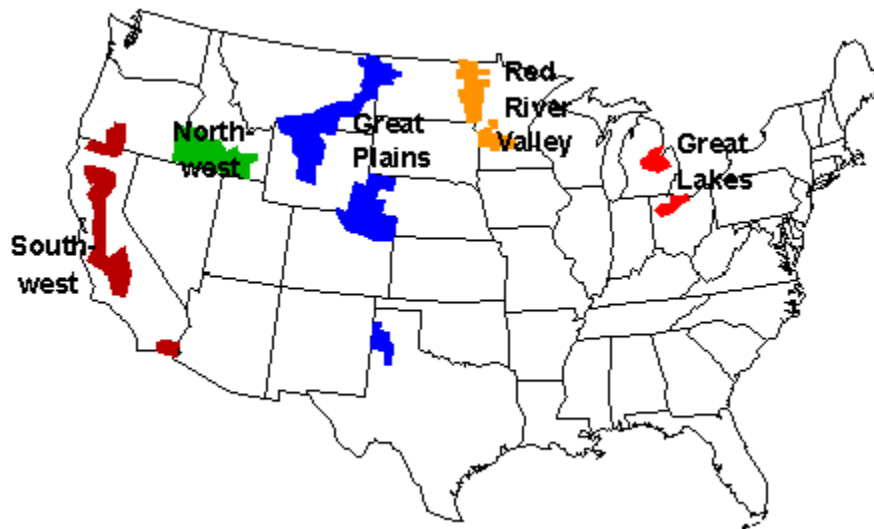 Red
River
Valley
North-
west
Great
Plains
Great
Lakes
South-
west